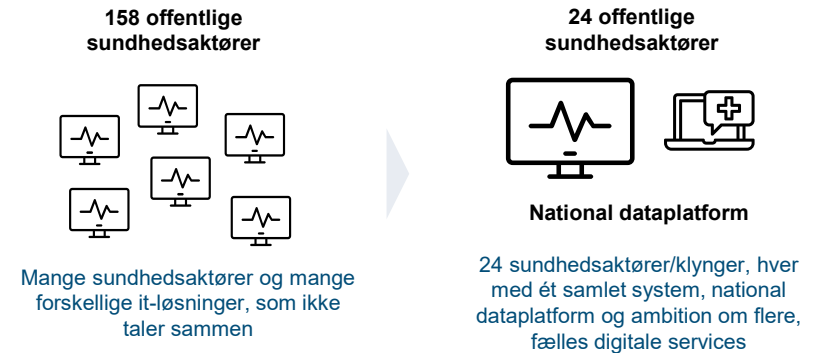 158 offentlige
sundhedsaktører
Mange sundhedsaktører og mange
forskellige it-løsninger, som ikke
taler sammen
24 offentlige
sundhedsaktører
National dataplatform
24 sundhedsaktører/klynger, hver
med ét samlet system, national
dataplatform og ambition om flere,
fælles digitale services